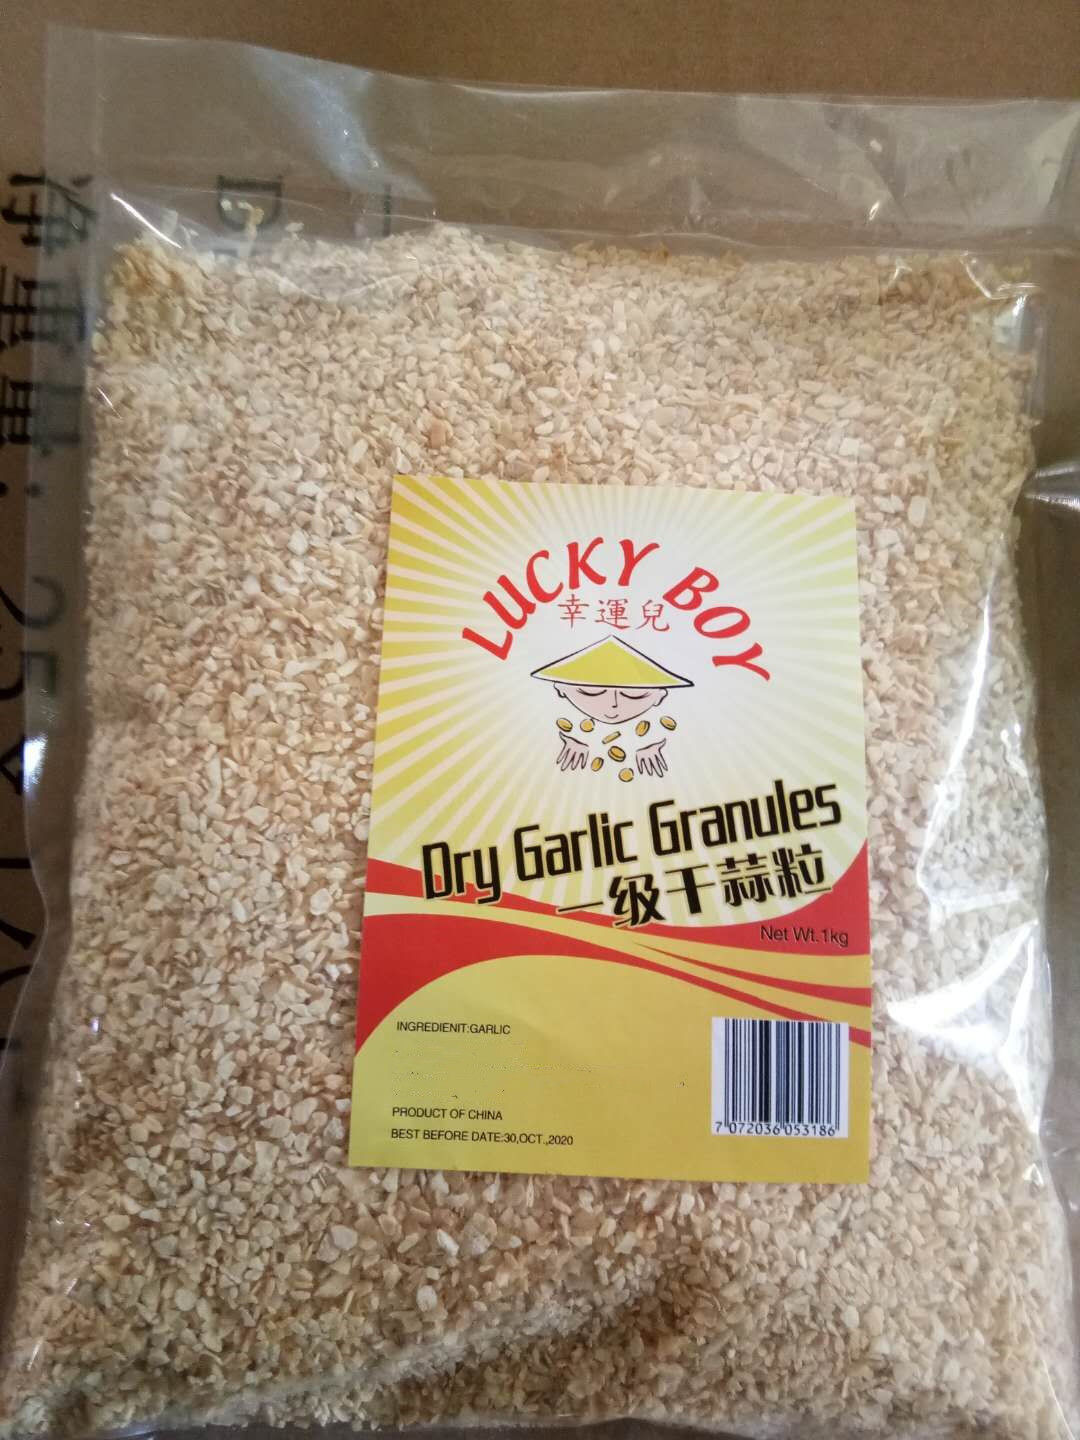 LUCKY BOY
幸運兒
Dry Garlic Granules
一级干蒜粒
Net Wt.1kg
INGREDIENIT:GARLIC
PRODUCT OF CHINA
BEST BEFORE DATE:30,OCT.,2020
7 072036 053186